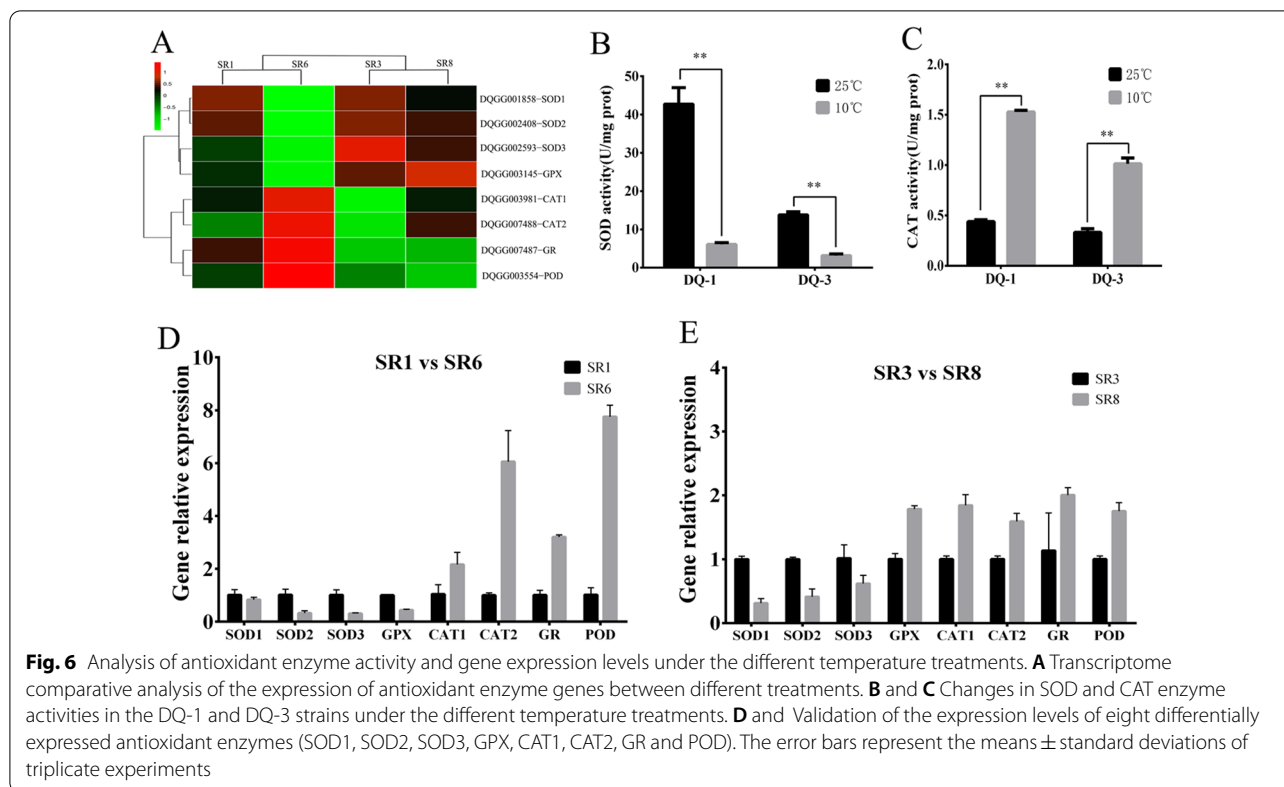 A
SR1 SR6 SR3 SR8
1
0.5
0
−0.5
−1
DQGG001858−SOD1
DQGG002408−SOD2
DQGG002593−SOD3
DQGG003145−GPX
DQGG003981−CAT1
DQGG007488−CAT2
DQGG007487−GR
DQGG003554−POD
B
SOD activity(U/mg prot)
50
40
30
20
10
0
**
**
25℃
10℃
DQ-1 DQ-3
C
CAT activity(U/mg prot)
2.0
1.5
1.0
0.5
0.0
**
**
25℃
10℃
DQ-1 DQ-3
D
SR1 vs SR6
Gene relative expression
10
8
6
4
2
0
SR1
SR6
SOD1 SOD2 SOD3 GPX CAT1 CAT2 GR POD
E
SR3 vs SR8
Gene relative expression
4
3
2
1
0
SR3
SR8
SOD1 SOD2 SOD3 GPX CAT1 CAT2 GR POD
Fig. 6 Analysis of antioxidant enzyme activity and gene expression levels under the different temperature treatments. A Transcriptome
comparative analysis of the expression of antioxidant enzyme genes between different treatments. B and C Changes in SOD and CAT enzyme
activities in the DQ-1 and DQ-3 strains under the different temperature treatments. D and Validation of the expression levels of eight differentially
expressed antioxidant enzymes (SOD1, SOD2, SOD3, GPX, CAT1, CAT2, GR and POD). The error bars represent the means ± standard deviations of
triplicate experiments